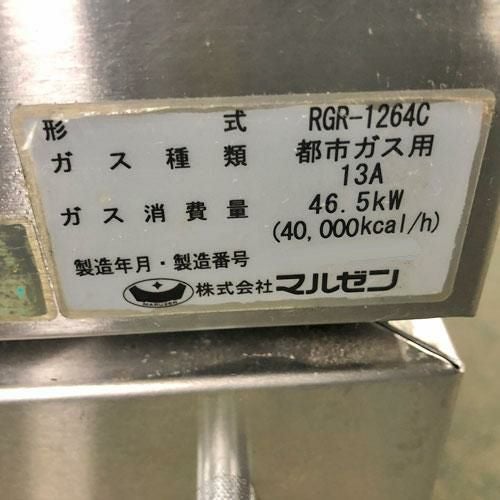 形 式 RGR-1264C
ガス種類 都市ガス用
13A
ガス消費量 46.5kW
(40,000kcal/h)
製造年月・製造番号
MARUZEN 株式会社マルゼン